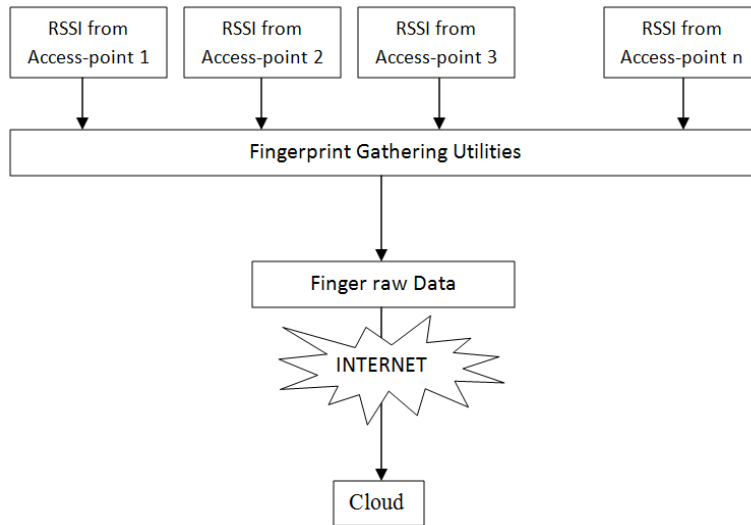 RSSI from
Access-point 1
RSSI from
Access-point 2
RSSI from
Access-point 3
RSSI from
Access-point n
Fingerprint Gathering Utilities
Finger raw Data
INTERNET
Cloud